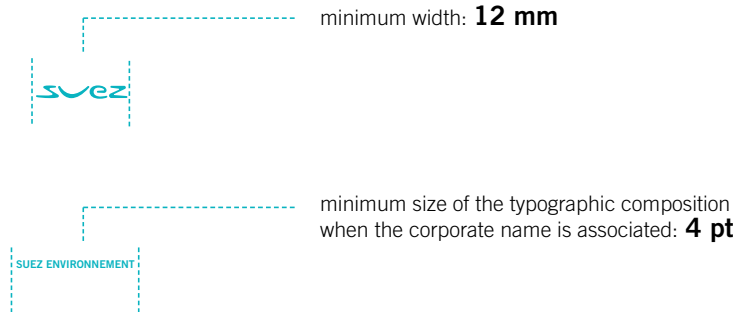 minimum width: 12 mm
suez
minimum size of the typographic composition
when the corporate name is associated: 4 pt
SUEZ ENVIRONNEMENT